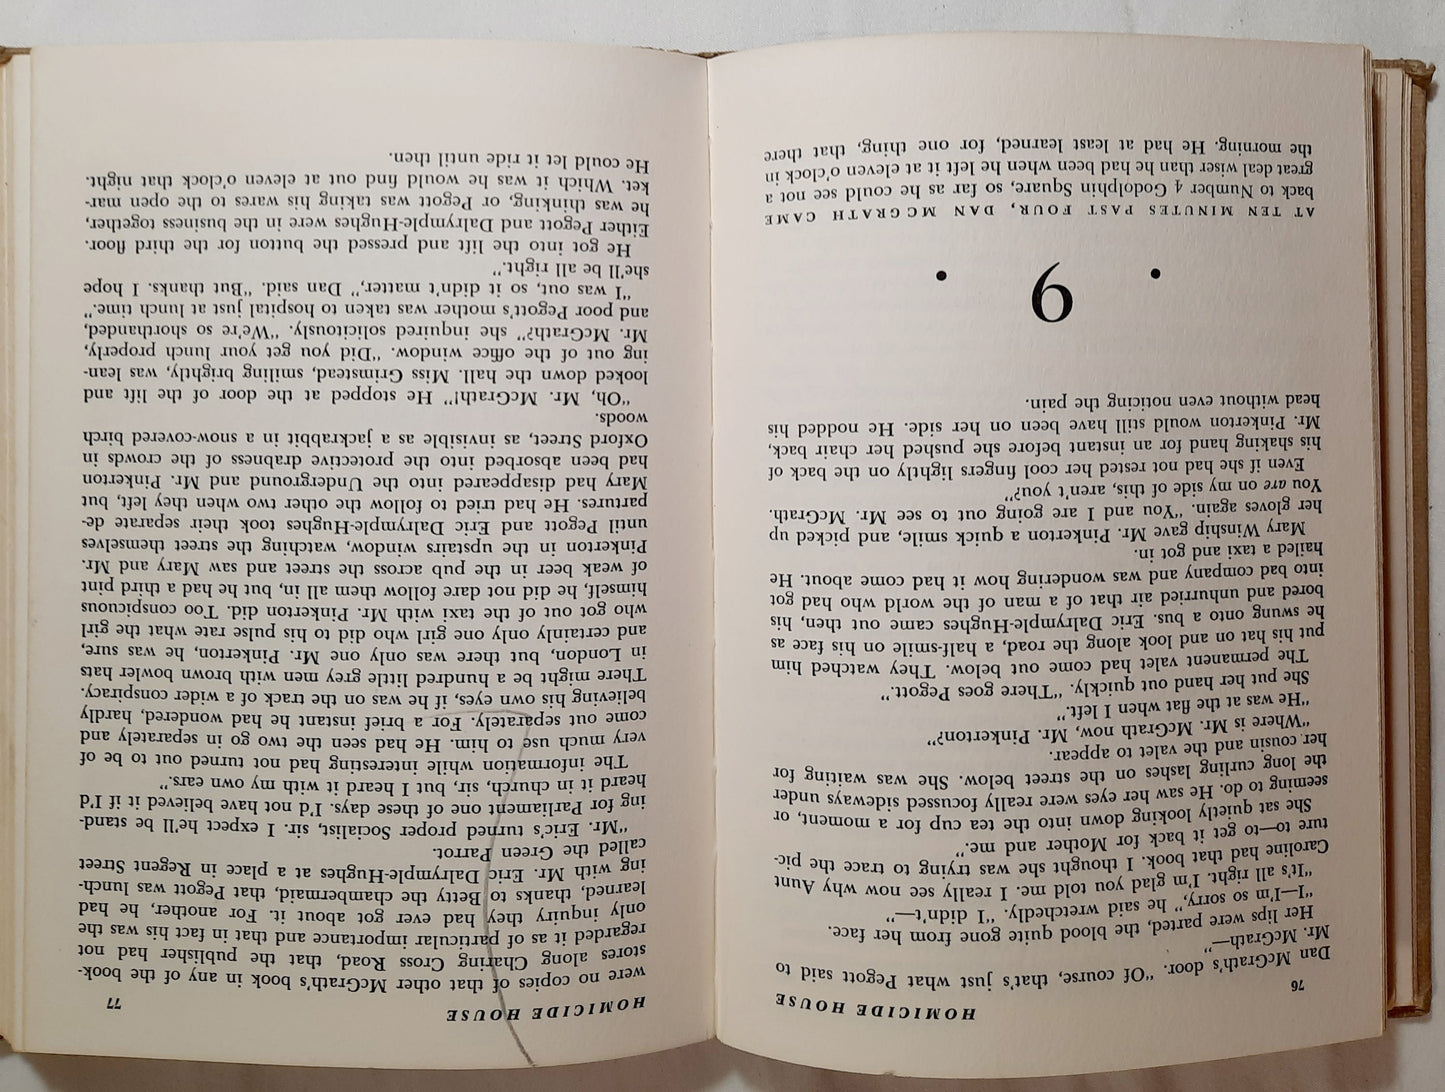 76
HOMICIDE HOUSE
Dan McGrath's door. "Of course, that's just what Pegott said to
Mr. McGrath—"
Her lips were parted, the blood quite gone from her face.
"I—I'm so sorry," he said wretchedly. "I didn't—"
"It's all right. I'm glad you told me. I really see now why Aunt
Caroline had that book. I thought she was trying to trace the pic-
ture to—to get it back for Mother and me."
She sat quietly looking down into the tea cup for a moment, or
seeming to do. He saw her eyes were really focussed sideways under
the long curling lashes on the street below. She was waiting for
her cousin and the valet to appear.
"Where is Mr. McGrath now, Mr. Pinkerton?"
"He was at the flat when I left."
She put her hand out quickly. "There goes Pegott."
The permanent valet had come out below. They watched him
put his hat on and look along the road, a half-smile on his face as
he swung onto a bus. Eric Dalrymple-Hughes came out then, his
bored and unhurried air that of a man of the world who had got
into bad company and was wondering how it had come about. He
hailed a taxi and got in.
Mary Winship gave Mr. Pinkerton a quick smile, and picked up
her gloves again. "You and I are going out to see Mr. McGrath.
You are on my side of this, aren't you?"
Even if she had not rested her cool fingers lightly on the back of
his shaking hand for an instant before she pushed her chair back,
Mr. Pinkerton would still have been on her side. He nodded his
head without even noticing the pain.
• 9 •
AT TEN MINUTES PAST FOUR, DAN MCGRATH CAME
back to Number 4 Godolphin Square, so far as he could see not a
great deal wiser than he had been when he left it at eleven o'clock in
the morning. He had at least learned, for one thing, that there
HOMICIDE HOUSE
77
were no copies of that other McGrath's book in any of the book-
stores along Charing Cross Road, that the publisher had not
regarded it as of particular importance and that in fact his was the
only inquiry they had ever got about it. For another, he had
learned, thanks to Betty the chambermaid, that Pegott was lunch-
ing with Mr. Eric Dalrymple-Hughes at a place in Regent Street
called the Green Parrot.
"Mr. Eric's turned proper Socialist, sir. I expect he'll be stand-
ing for Parliament one of these days. I'd not have believed it if I'd
heard it in church, sir, but I heard it with my own ears."
The information while interesting had not turned out to be of
very much use to him. He had seen the two go in separately and
come out separately. For a brief instant he had wondered, hardly
believing his own eyes, if he was on the track of a wider conspiracy.
There might be a hundred little grey men with brown bowler hats
in London, but there was only one Mr. Pinkerton, he was sure,
and certainly only one girl who did to his pulse rate what the girl
who got out of the taxi with Mr. Pinkerton did. Too conspicuous
himself, he did not dare follow them all in, but he had a third pint
of weak beer in the pub across the street and saw Mary and Mr.
Pinkerton in the upstairs window, watching the street themselves
until Pegott and Eric Dalrymple-Hughes took their separate de-
partures. He had tried to follow the other two when they left, but
Mary had disappeared into the Underground and Mr. Pinkerton
had been absorbed into the protective drabness of the crowds in
Oxford Street, as invisible as a jackrabbit in a snow-covered birch
woods.
"Oh, Mr. McGrath!" He stopped at the door of the lift and
looked down the hall. Miss Grimstead, smiling brightly, was lean-
ing out of the office window. "Did you get your lunch properly,
Mr. McGrath?" she inquired solicitously. "We're so shorthanded,
and poor Pegott's mother was taken to hospital just at lunch time."
"I was out, so it didn't matter," Dan said. "But thanks. I hope
she'll be all right."
He got into the lift and pressed the button for the third floor.
Either Pegott and Dalrymple-Hughes were in the business together,
he was thinking, or Pegott was taking his wares to the open mar-
ket. Which it was he would find out at eleven o'clock that night.
He could let it ride until then.